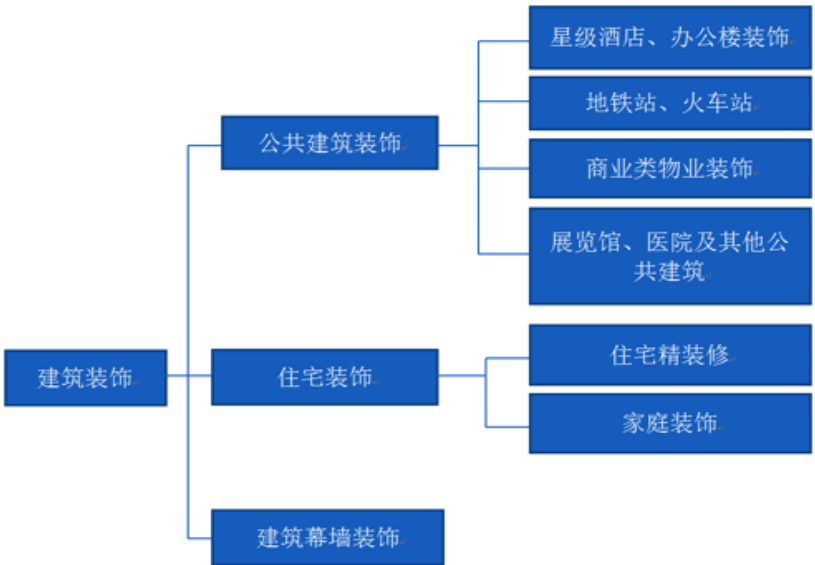 星级酒店、办公楼装饰
地铁站、火车站
公共建筑装饰
商业类物业装饰
展览馆、医院及其他公
共建筑
建筑装饰
住宅装饰
住宅精装修
家庭装饰
建筑幕墙装饰